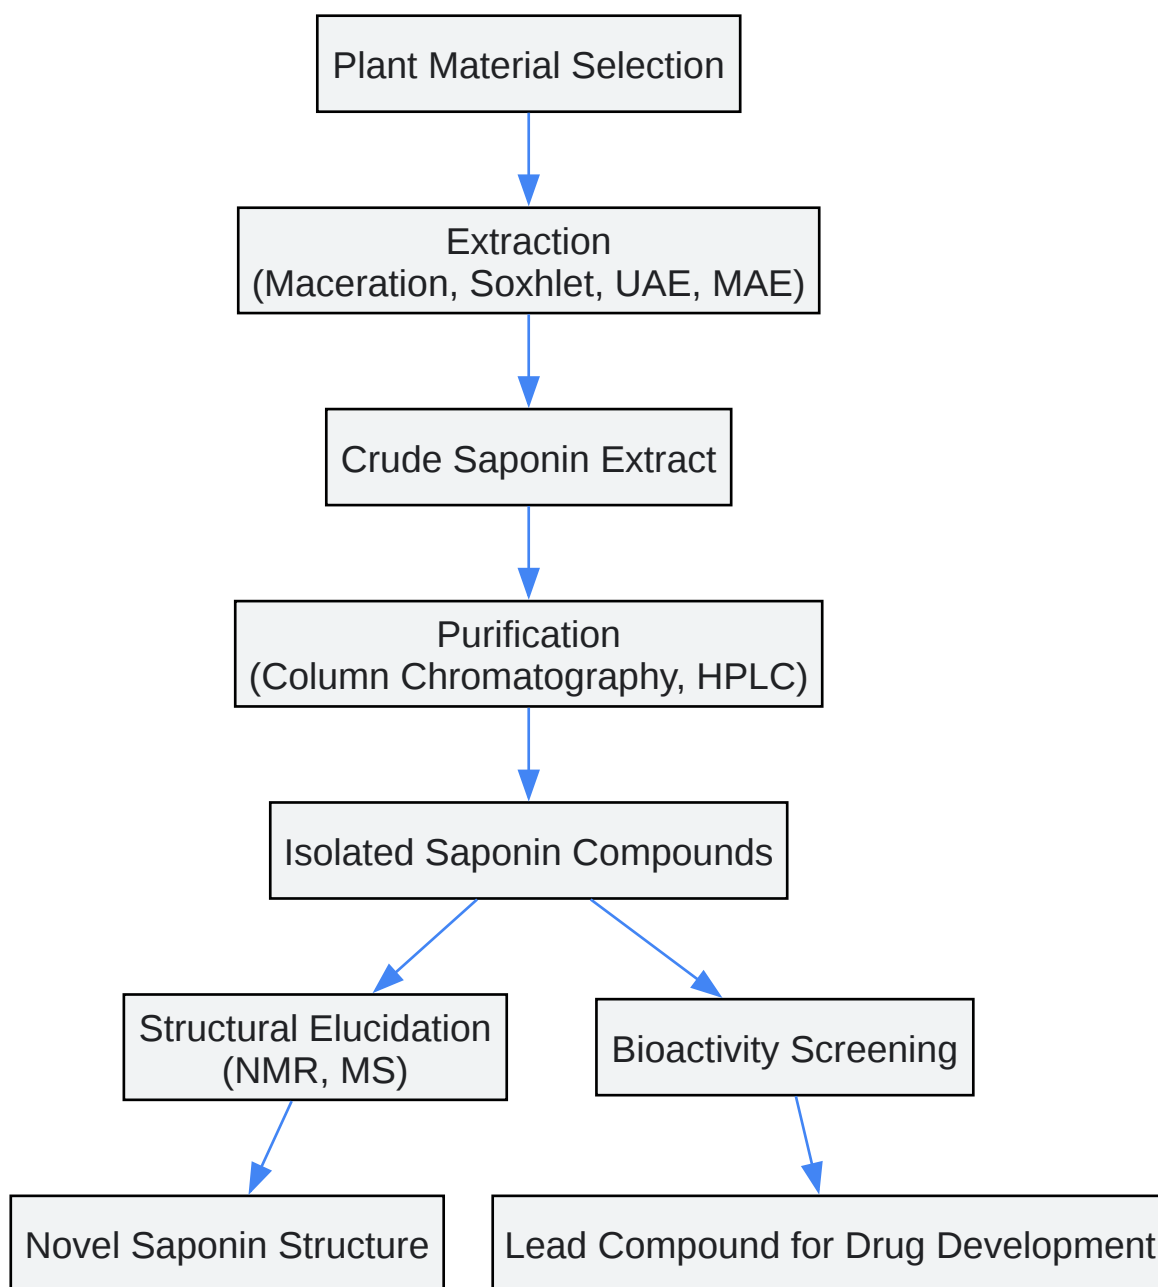 Plant Material Selection
Extraction
(Maceration, Soxhlet, UAE, MAE)
Crude Saponin Extract
Purification
(Column Chromatography, HPLC)
Isolated Saponin Compounds
Structural Elucidation
(NMR, MS)
Bioactivity Screening
Novel Saponin Structure
Lead Compound for Drug Development